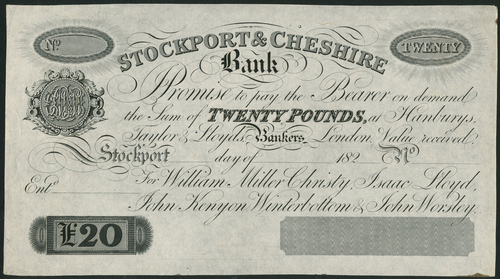 No
TWENTY
STOCKPORT & CHESHIRE
Bank
Promise to pay the Bearer on demand
the Sum of TWENTY POUNDS, at Hanburys,
Taylor & Lloyds, Bankers London, Value received.
Stockport day of 182 No
Entd
For William Miller Christy, Isaac Lloyd,
John Kenyon Winterbottom & John Worsley.
£20